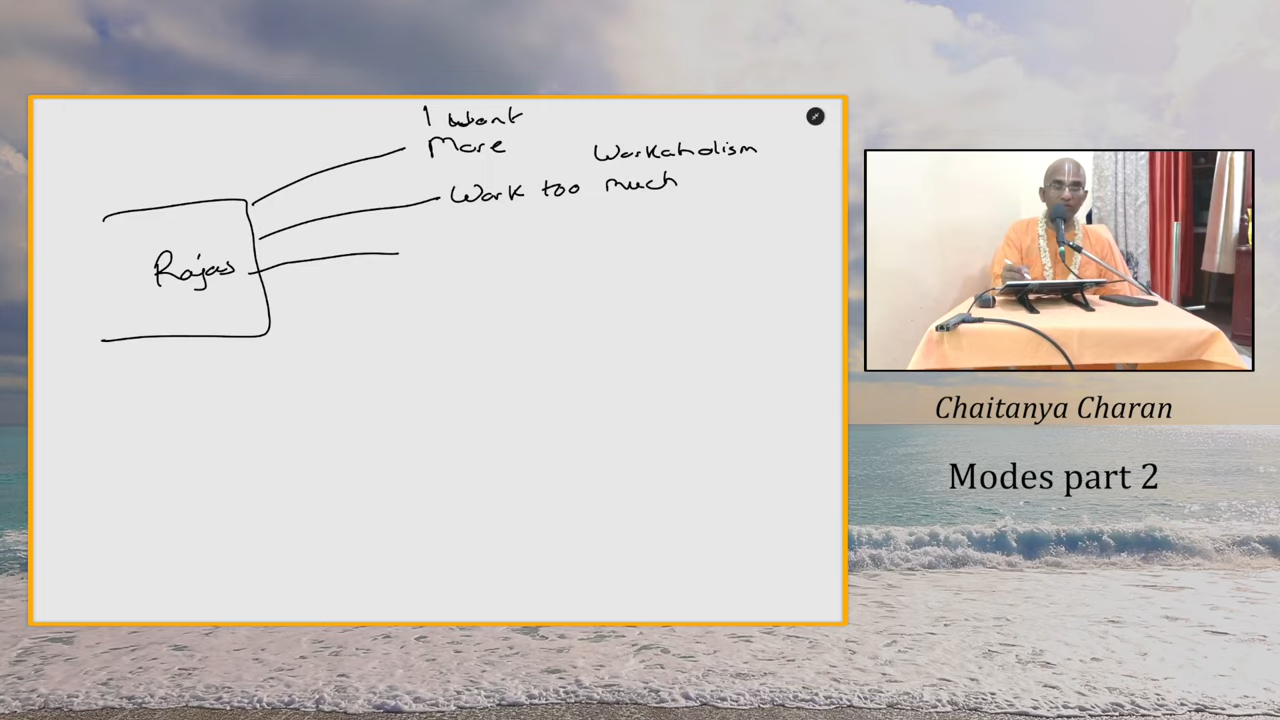 I want
More
Workaholism
Work too much
Rajas
Chaitanya Charan
Modes part 2